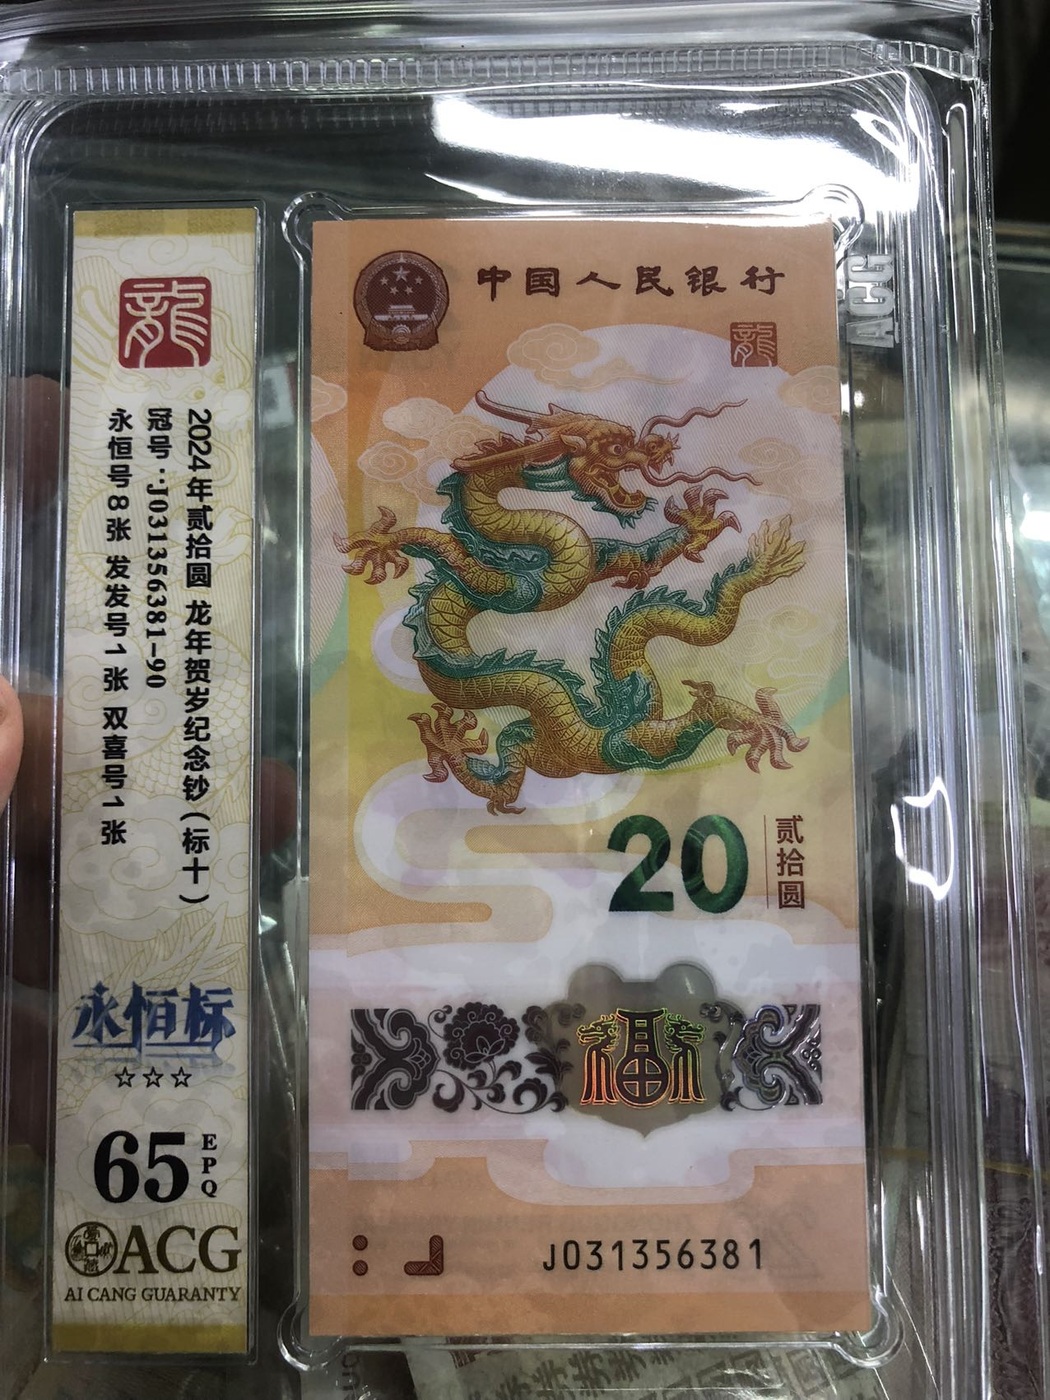 中国人民银行
龍
20
贰拾圆
福
J031356381
龍
2024年贰拾圆 龙年贺岁纪念钞（标十）
冠号·J031356381-90
永恒号8张 发发号1张 双喜号1张
永恒标
☆☆☆
65
EPQ
ACG
AI CANG GUARANTY
ACG